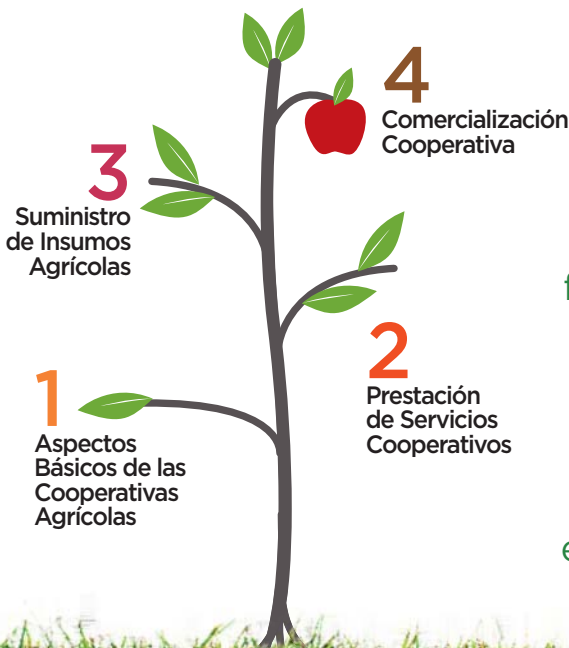 4
Comercialización
Cooperativa
3
Suministro
de Insumos
Agrícolas
2
Prestación
de Servicios
Cooperativos
1
Aspectos
Básicos de las
Cooperativas
Agrícolas